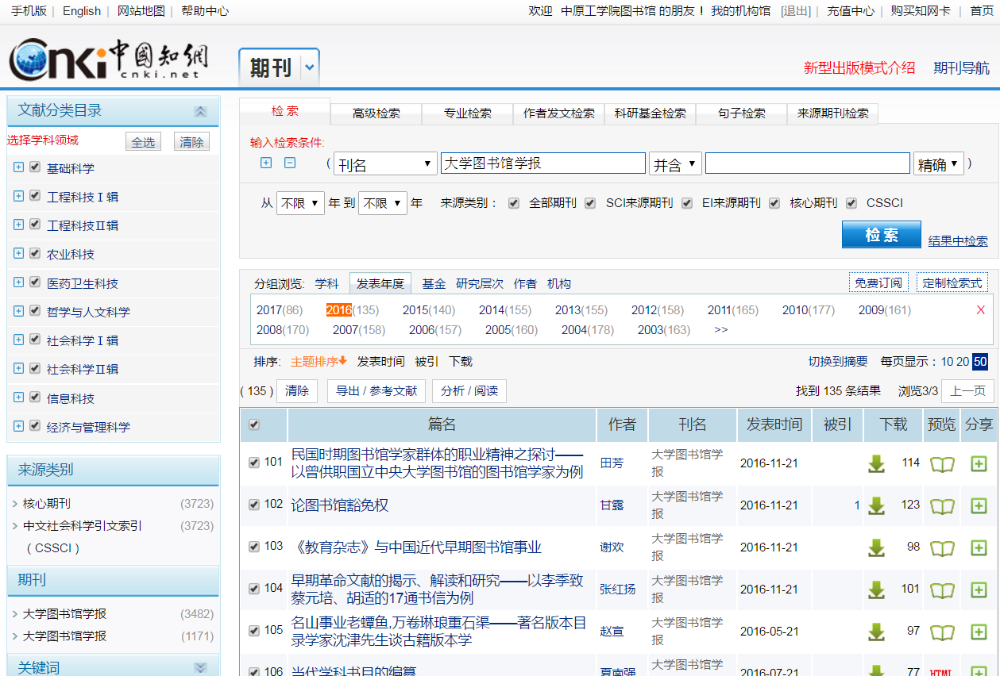 手机版| English | 网站地图| 帮助中心
欢迎 中原工学院图书馆 的朋友！ 我的机构馆 [退出]| 充值中心| 购买知网卡 | 首页
Cnki中國知網
cnki.net
期刊
新型出版模式介绍 期刊导航
文献分类目录
选择学科领域 全选 清除
基础科学
工程科技Ⅰ辑
工程科技Ⅱ辑
农业科技
医药卫生科技
哲学与人文科学
社会科学Ⅰ辑
社会科学Ⅱ辑
信息科技
经济与管理科学
来源类别
核心期刊 (3723)
中文社会科学引文索引 (3723)
（CSSCI）
期刊
大学图书馆学报 (3482)
大学图书馆学报 (1171)
关键词
检索 高级检索 专业检索 作者发文检索 科研基金检索 句子检索 来源期刊检索
输入检索条件:
( 刊名 ▼ 大学图书馆学报 并含 ▼ 精确 ▼ )
从 不限 ▼ 年 到 不限 ▼ 年 来源类别： 全部期刊 SCI来源期刊 EI来源期刊 核心期刊 CSSCI
检索 结果中检索
分组浏览: 学科 发表年度 基金 研究层次 作者 机构 免费订阅 定制检索式
2017(86) 2016(135) 2015(140) 2014(155) 2013(155) 2012(158) 2011(165) 2010(177) 2009(161) X
2008(170) 2007(158) 2006(157) 2005(160) 2004(178) 2003(163) >>
排序: 主题排序 发表时间 被引 下载 切换到摘要 每页显示：10 20 50
( 135 ) 清除 导出 / 参考文献 分析 / 阅读 找到 135 条结果 浏览3/3 上一页
篇名 作者 刊名 发表时间 被引 下载 预览 分享
101 民国时期图书馆学家群体的职业精神之探讨——
以曾供职国立中央大学图书馆的图书馆学家为例 田芳 大学图书馆学
报 2016-11-21 114
102 论图书馆豁免权 甘露 大学图书馆学
报 2016-11-21 1 123
103 《教育杂志》与中国近代早期图书馆事业 谢欢 大学图书馆学
报 2016-11-21 98
104 早期革命文献的揭示、解读和研究——以李季致
蔡元培、胡适的17通书信为例 张红扬 大学图书馆学
报 2016-11-21 101
105 名山事业老蟫鱼,万卷琳琅重石渠——著名版本目
录学家沈津先生谈古籍版本学 赵宣 大学图书馆学
报 2016-05-21 97
106 当代学科书目的编纂 夏南强 大学图书馆学
2016-07-21 77 HTML